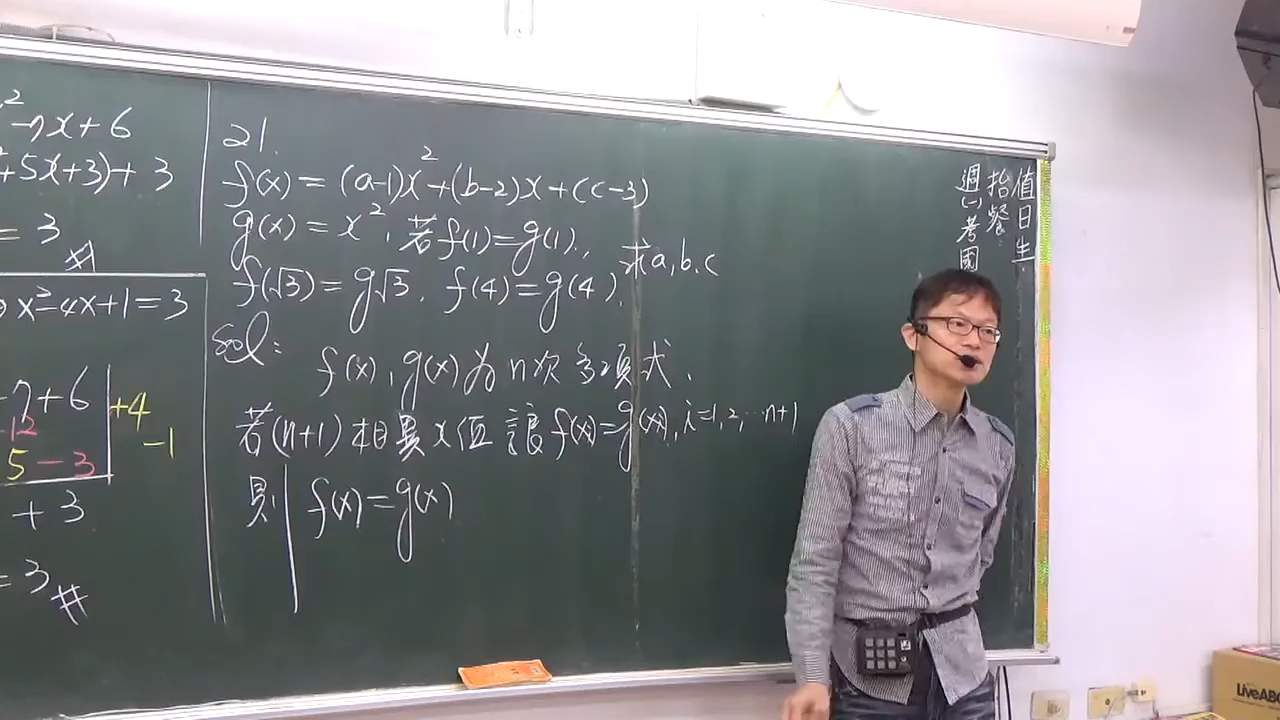 ²-7x+6
+5x+3)+3
=3
#
x²-4x+1=3
-7+6 +4
-12 -1
5-3
+3
=3#
21.
f(x)=(a-1)x²+(b-2)x+(c-3)
g(x)=x², 若f(1)=g(1),
f(√3)=g√3, f(4)=g(4), 求a,b,c
sol:
f(x),g(x)為n次多項式,
若(n+1)相異x值讓f(x)=g(x), i=1,2,…n+1
則 f(x)=g(x)
值日生
抬餐:
週(一)考國
LiveABC